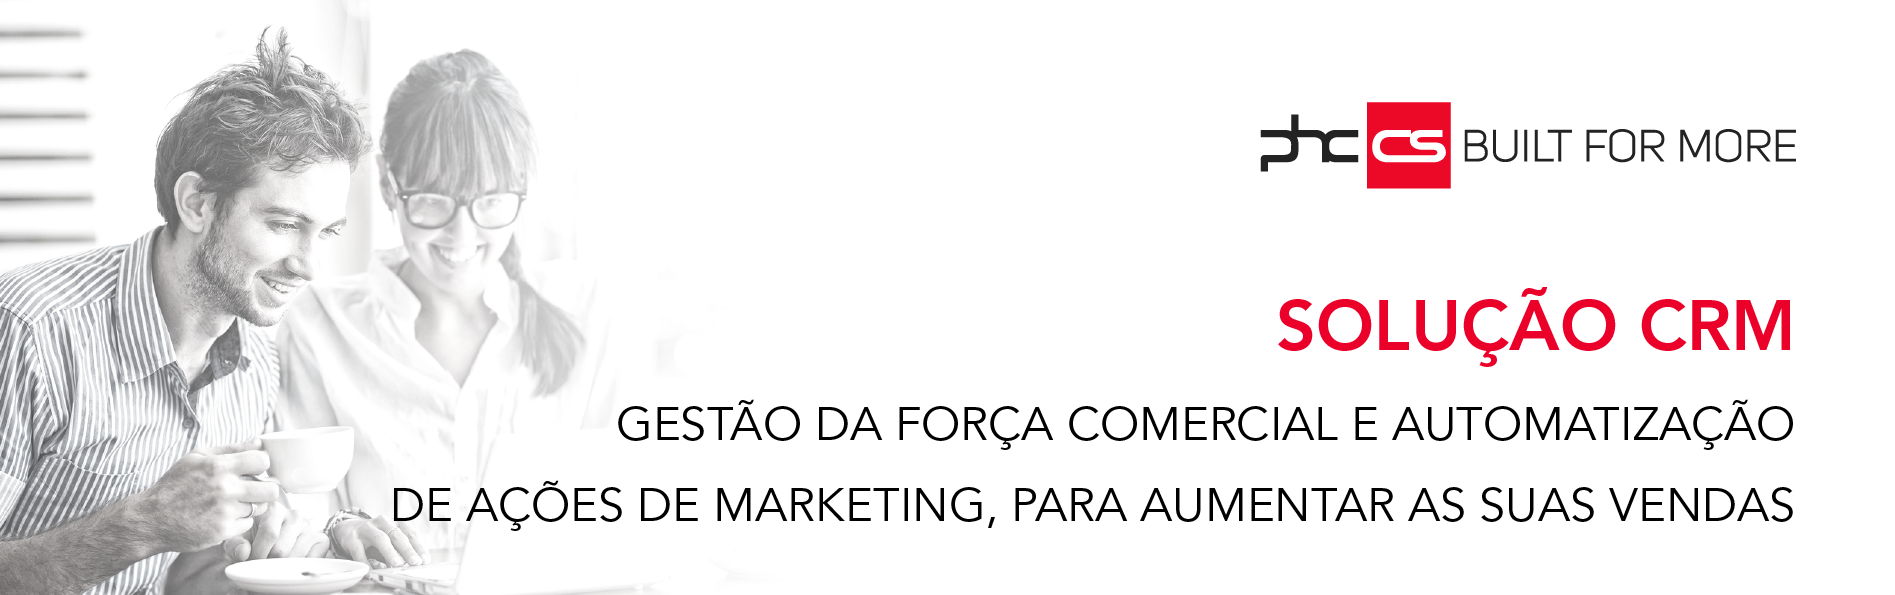 phc cs BUILT FOR MORE
SOLUÇÃO CRM
GESTÃO DA FORÇA COMERCIAL E AUTOMATIZAÇÃO
DE AÇÕES DE MARKETING, PARA AUMENTAR AS SUAS VENDAS